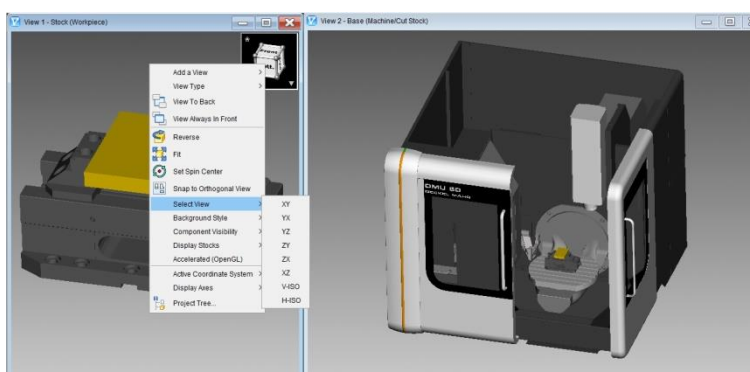 View 1 - Stock (Workpiece)
View 2 - Base (Machine/Cut Stock)
Add a View
View Type
View To Back
View Always In Front
Reverse
Fit
Set Spin Center
Snap to Orthogonal View
Select View
Background Style
Component Visibility
Display Stocks
Accelerated (OpenGL)
Active Coordinate System
Display Axes
Project Tree...
XY
YX
YZ
ZY
ZX
XZ
V-ISO
H-ISO
DMU 60
DECKEL MAHO